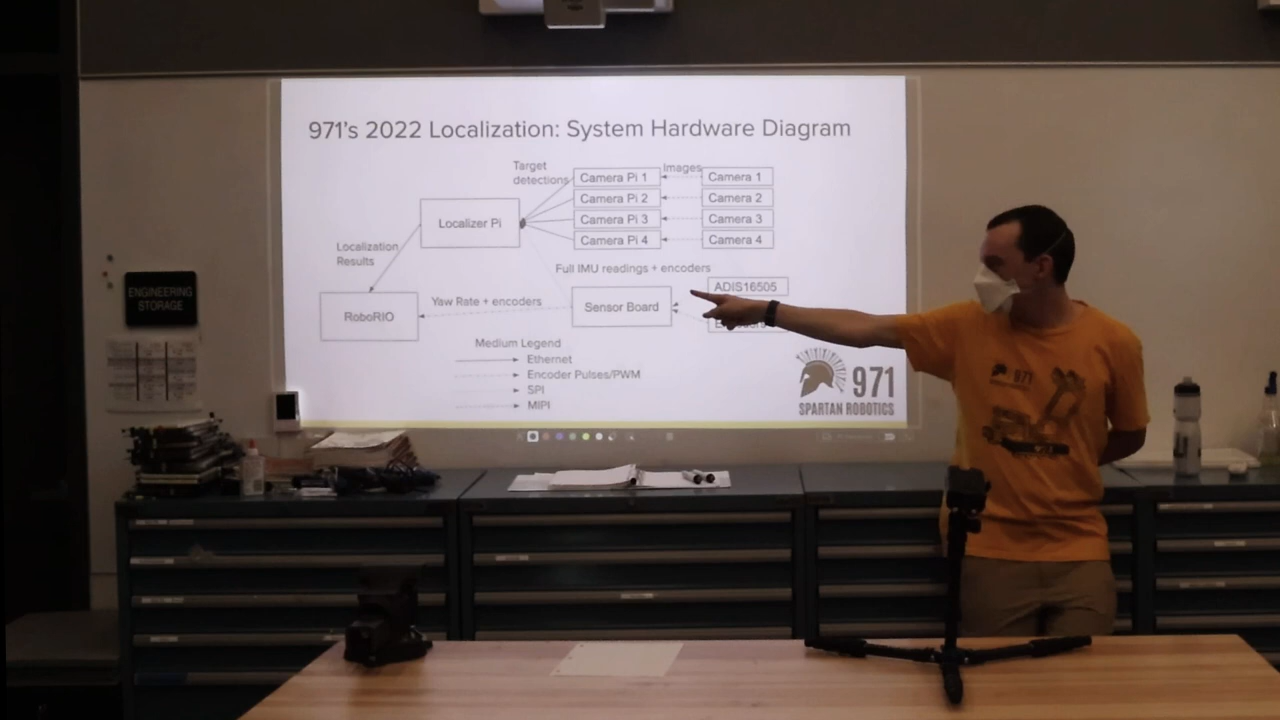 971's 2022 Localization: System Hardware Diagram
Target
detections
Images
Camera Pi 1
Camera 1
Camera Pi 2
Camera 2
Camera Pi 3
Camera 3
Camera Pi 4
Camera 4
Localizer Pi
Localization
Results
Full IMU readings + encoders
ADIS16505
Sensor Board
Yaw Rate + encoders
RoboRIO
Medium Legend
Ethernet
Encoder Pulses/PWM
SPI
MIPI
971
SPARTAN ROBOTICS
ENGINEERING
STORAGE
971